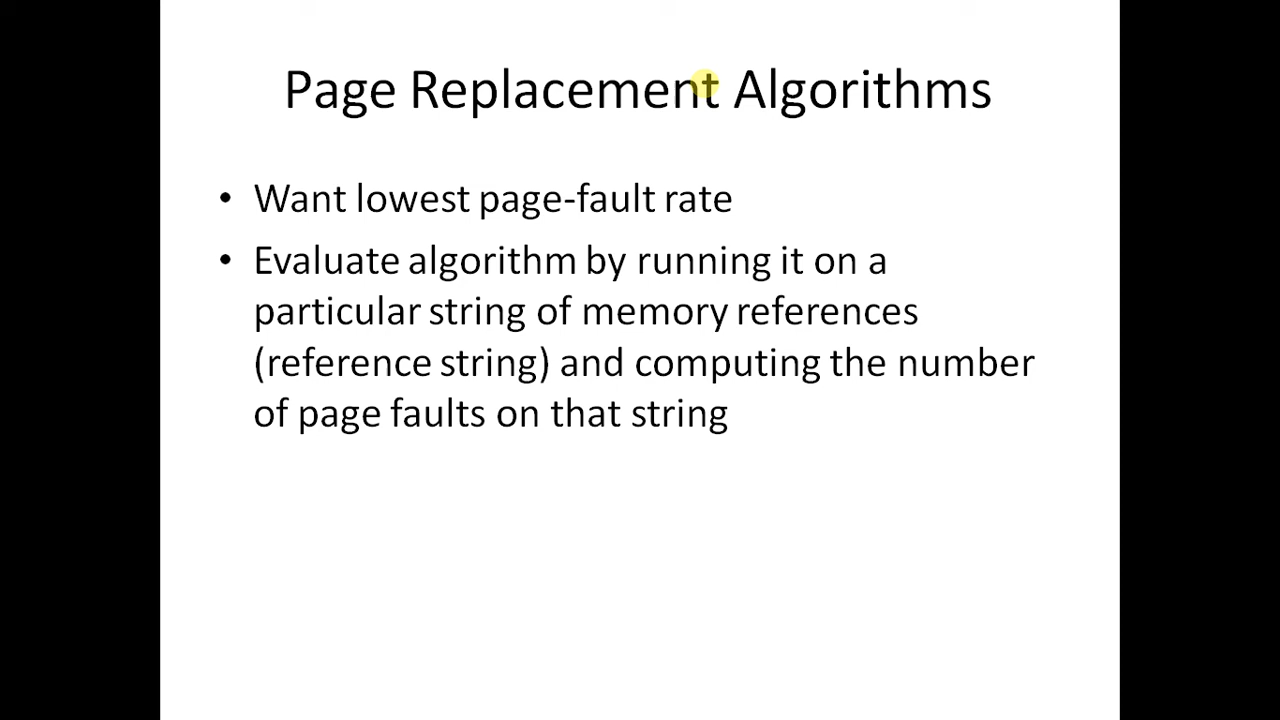 Page Replacement Algorithms
• Want lowest page-fault rate
• Evaluate algorithm by running it on a
particular string of memory references
(reference string) and computing the number
of page faults on that string